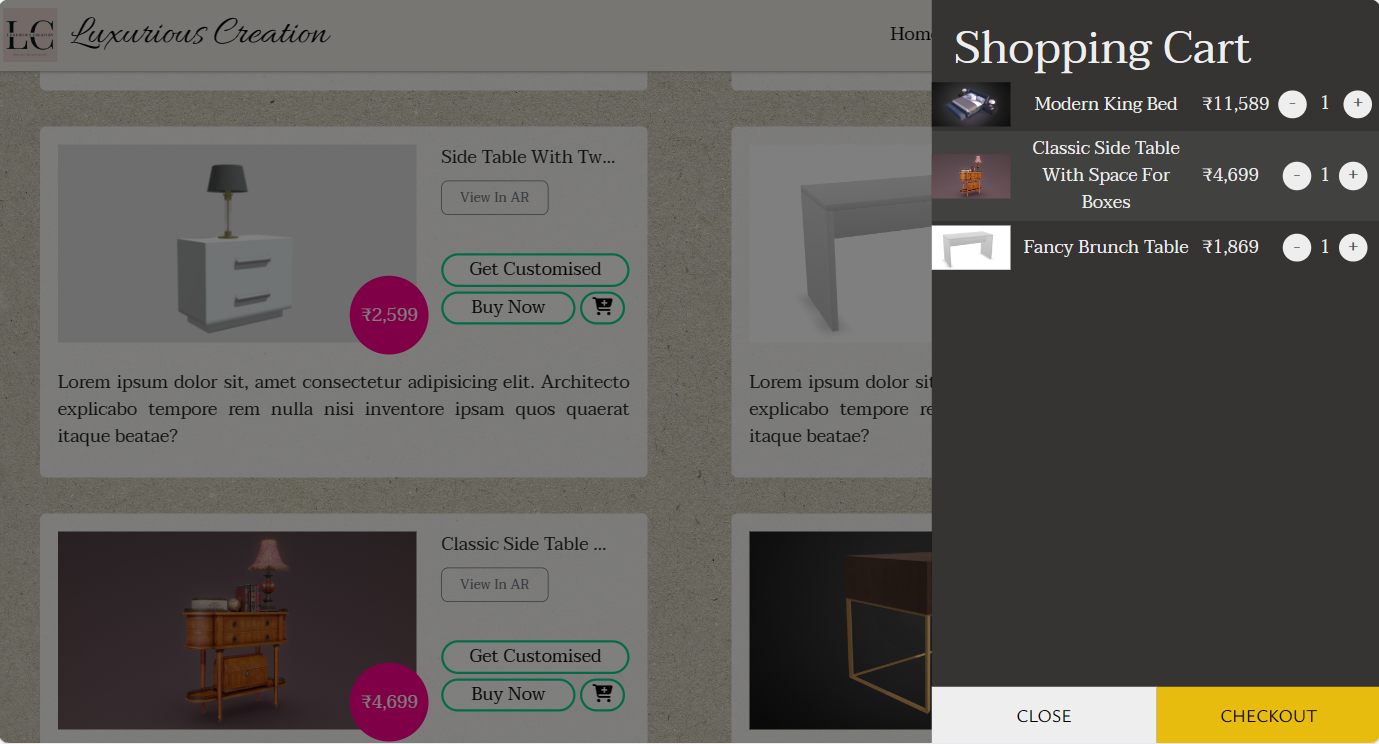 LC
Luxurious Creation
Home
Side Table With Tw...
View In AR
Get Customised
Buy Now
₹2,599
Lorem ipsum dolor sit, amet consectetur adipisicing elit. Architecto
explicabo tempore rem nulla nisi inventore ipsam quos quaerat
itaque beatae?
Lorem ipsum dolor sit
explicabo tempore re
itaque beatae?
Classic Side Table ...
View In AR
Get Customised
Buy Now
₹4,699
Shopping Cart
Modern King Bed ₹11,589 - 1 +
Classic Side Table
With Space For ₹4,699 - 1 +
Boxes
Fancy Brunch Table ₹1,869 - 1 +
CLOSE
CHECKOUT